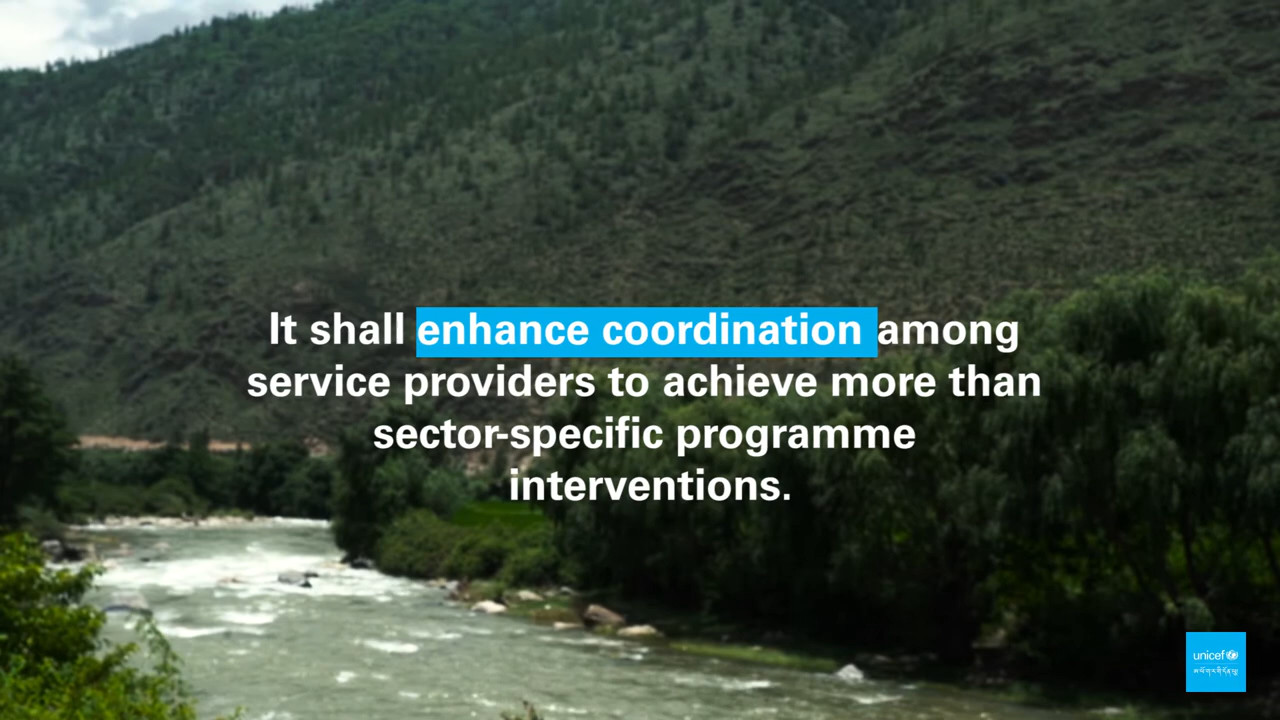 It shall enhance coordination among
service providers to achieve more than
sector-specific programme
interventions.
unicef